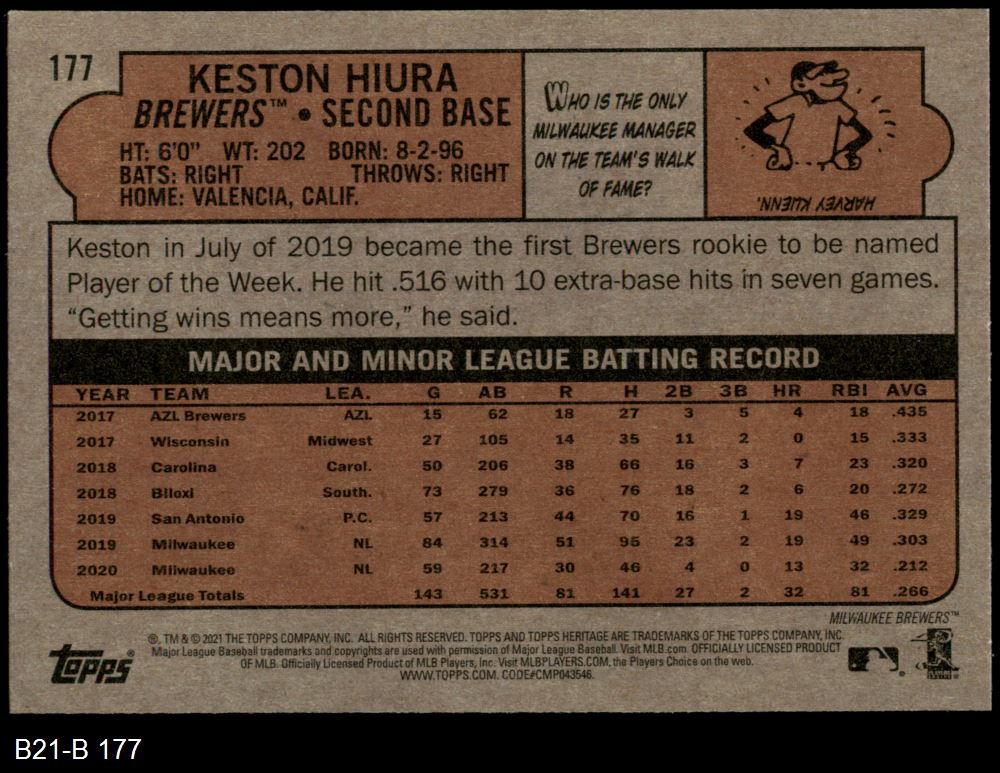 177
KESTON HIURA
BREWERS™ • SECOND BASE
HT: 6'0" WT: 202 BORN: 8-2-96
BATS: RIGHT THROWS: RIGHT
HOME: VALENCIA, CALIF.
WHO IS THE ONLY
MILWAUKEE MANAGER
ON THE TEAM'S WALK
OF FAME?
HARVEY KUENN.
Keston in July of 2019 became the first Brewers rookie to be named
Player of the Week. He hit .516 with 10 extra-base hits in seven games.
“Getting wins means more,” he said.
MAJOR AND MINOR LEAGUE BATTING RECORD
YEAR TEAM LEA. G AB R H 2B 3B HR RBI AVG
2017 AZL Brewers AZL 15 62 18 27 3 5 4 18 .435
2017 Wisconsin Midwest 27 105 14 35 11 2 0 15 .333
2018 Carolina Carol. 50 206 38 66 16 3 7 23 .320
2018 Biloxi South. 73 279 36 76 18 2 6 20 .272
2019 San Antonio P.C. 57 213 44 70 16 1 19 46 .329
2019 Milwaukee NL 84 314 51 95 23 2 19 49 .303
2020 Milwaukee NL 59 217 30 46 4 0 13 32 .212
Major League Totals 143 531 81 141 27 2 32 81 .266
MILWAUKEE BREWERS™
®, TM & © 2021 THE TOPPS COMPANY, INC. ALL RIGHTS RESERVED. TOPPS AND TOPPS HERITAGE ARE TRADEMARKS OF THE TOPPS COMPANY, INC.
Major League Baseball trademarks and copyrights are used with permission of Major League Baseball. Visit MLB.com. OFFICIALLY LICENSED PRODUCT
OF MLB. Officially Licensed Product of MLB Players, Inc. Visit MLBPLAYERS.COM, the Players Choice on the web.
WWW.TOPPS.COM. CODE#CMP043546.
Topps®
B21-B 177